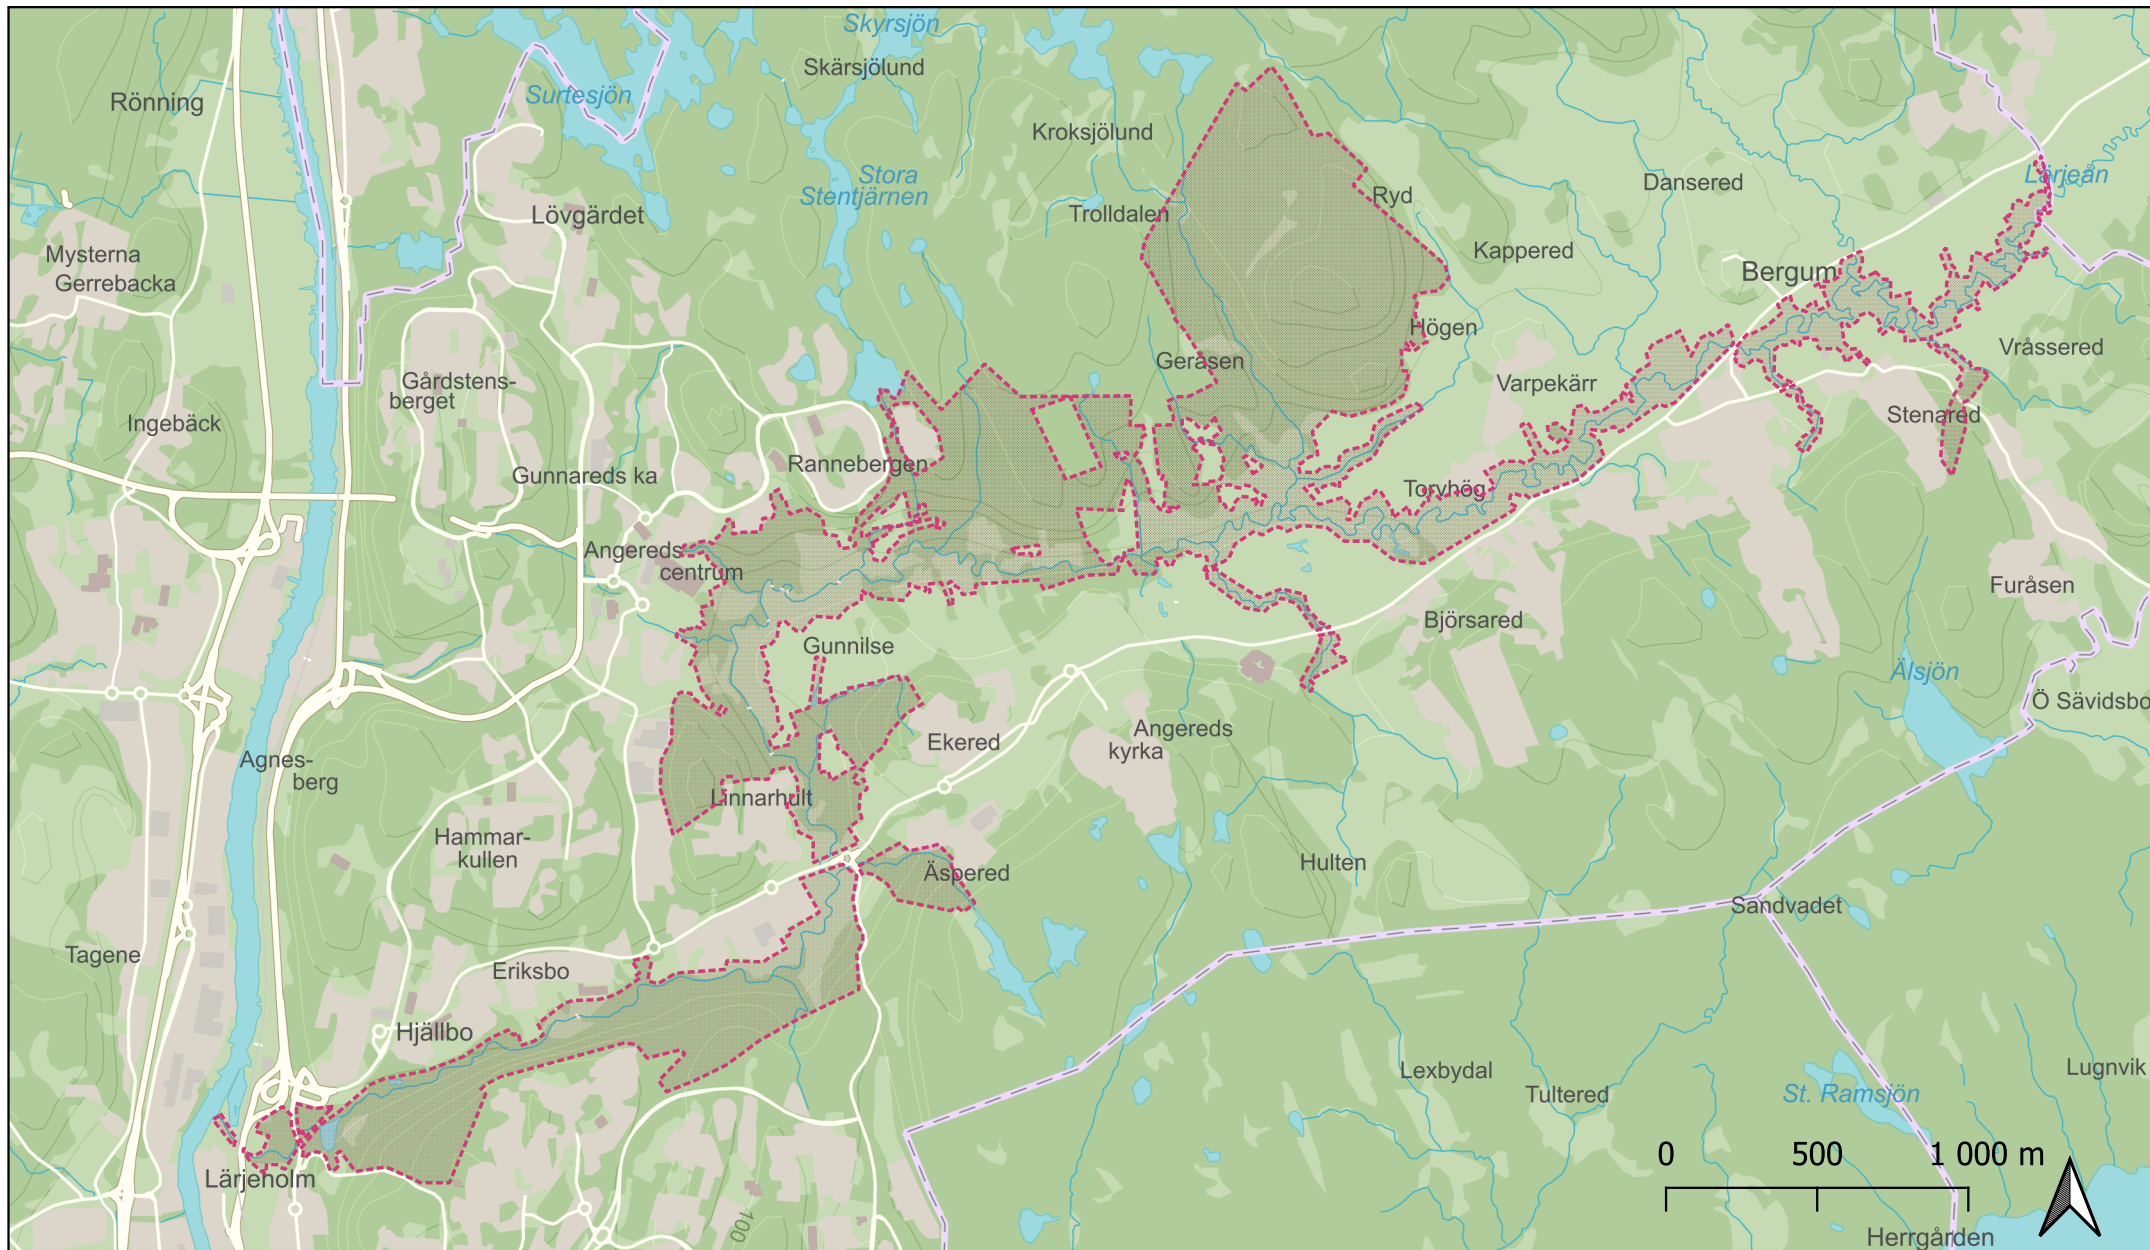 Skyrsjön
Skärsjölund
Surtesjön
Rönning
Kroksjölund
Stora
Stentjärnen
Lärjeån
Dansered
Ryd
Trolldalen
Lövgärdet
Kappered
Mysterna
Gerrebacka
Bergum
Högen
Vråssered
Geråsen
Gårdstens-
berget
Varpekärr
Stenared
Ingebäck
Rannebergen
Gunnareds ka
Torvhög
Angereds
centrum
Furåsen
Björsared
Gunnilse
Älsjön
Ö Sävidsbo
Angereds
kyrka
Ekered
Agnes-
berg
Linnarhult
Hammar-
kullen
Hulten
Äspered
Sandvadet
Tagene
Eriksbo
Hjällbo
Lexbydal
Lugnvik
Tultered
St. Ramsjön
0 500 1 000 m
Lärjeholm
100
Herrgården